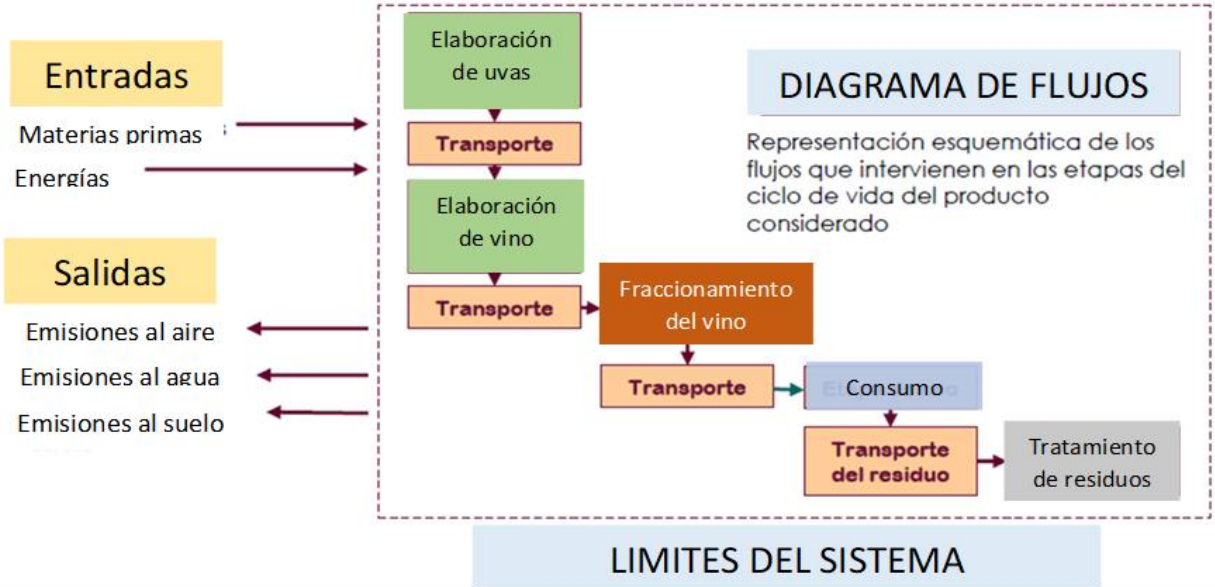 Entradas
Materias primas
Energías
Salidas
Emisiones al aire
Emisiones al agua
Emisiones al suelo
Elaboración
de uvas
Transporte
Elaboración
de vino
Transporte
Fraccionamiento
del vino
Transporte
Consumo
Transporte
del residuo
Tratamiento
de residuos
DIAGRAMA DE FLUJOS
Representación esquemática de los
flujos que intervienen en las etapas del
ciclo de vida del producto
considerado
LIMITES DEL SISTEMA